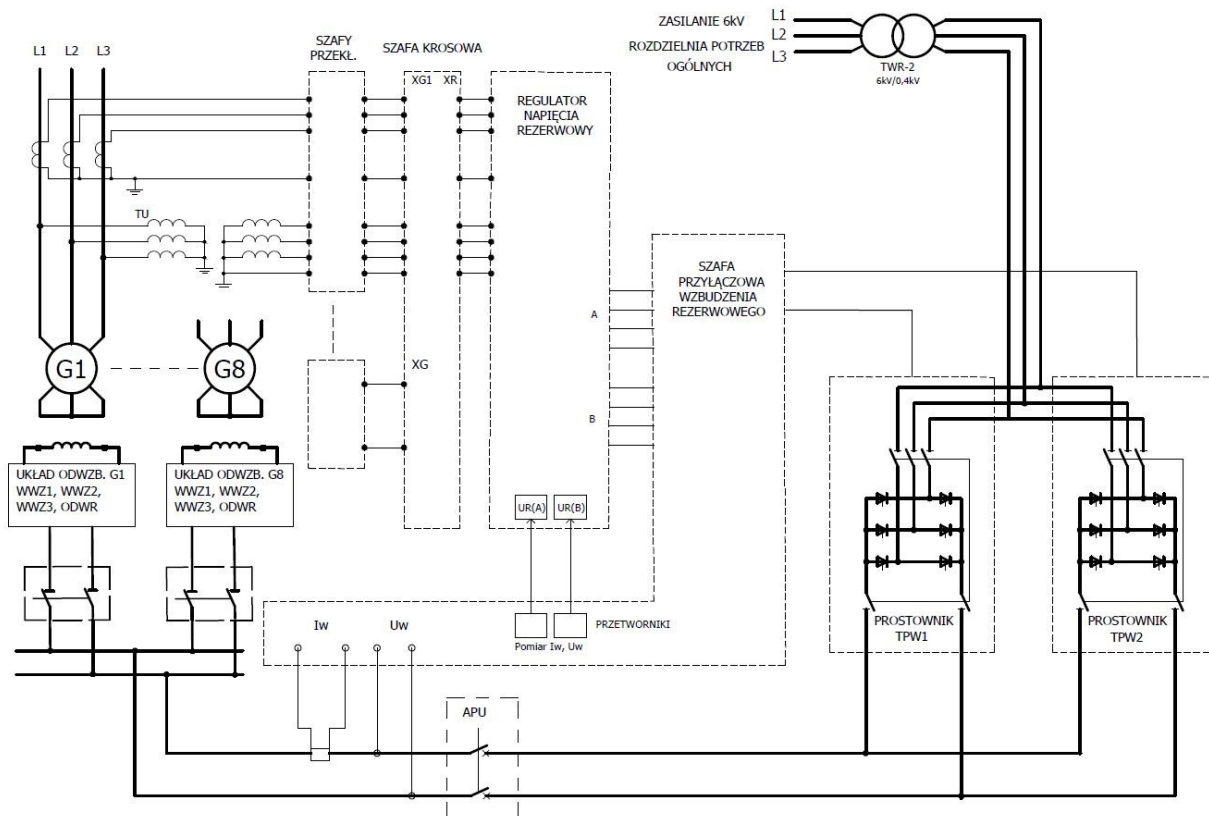 ZASILANIE 6kV
L1
L2
L3
ROZDZIELNIA POTRZEB
OGÓLNYCH
TWR-2
6kV/0,4kV
L1 L2 L3
SZAFY
PRZEKŁ.
SZAFA KROSOWA
XG1 XR
REGULATOR
NAPIĘCIA
REZERWOWY
TU
SZAFA
PRZYŁĄCZOWA
WZBUDZENIA
REZERWOWEGO
A
B
G1
G8
XG
UKŁAD ODWZB. G1
WWZ1, WWZ2,
WWZ3, ODWR
UKŁAD ODWZB. G8
WWZ1, WWZ2,
WWZ3, ODWR
UR(A)
UR(B)
Iw
Uw
PRZETWORNIKI
Pomiar Iw, Uw
PROSTOWNIK
TPW1
PROSTOWNIK
TPW2
APU